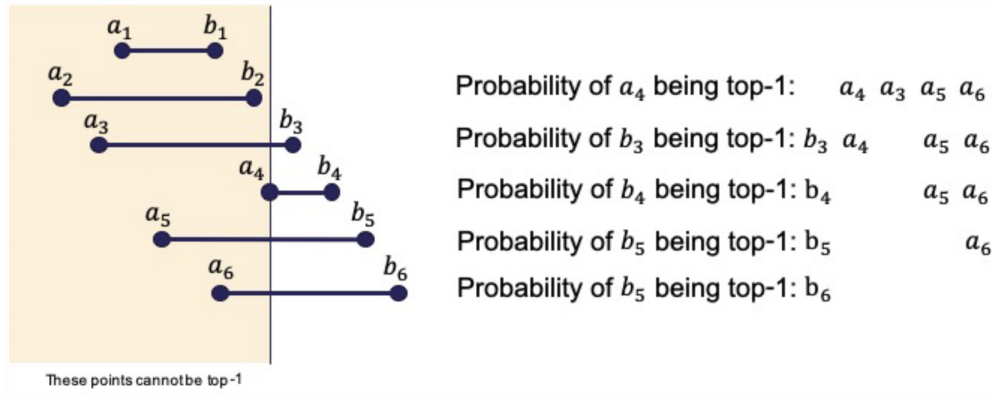 a₁ b₁
a₂ b₂
a₃ b₃
a₄ b₄
a₅ b₅
a₆ b₆
These points cannot be top-1
Probability of a₄ being top-1: a₄ a₃ a₅ a₆
Probability of b₃ being top-1: b₃ a₄ a₅ a₆
Probability of b₄ being top-1: b₄ a₅ a₆
Probability of b₅ being top-1: b₅ a₆
Probability of b₅ being top-1: b₆